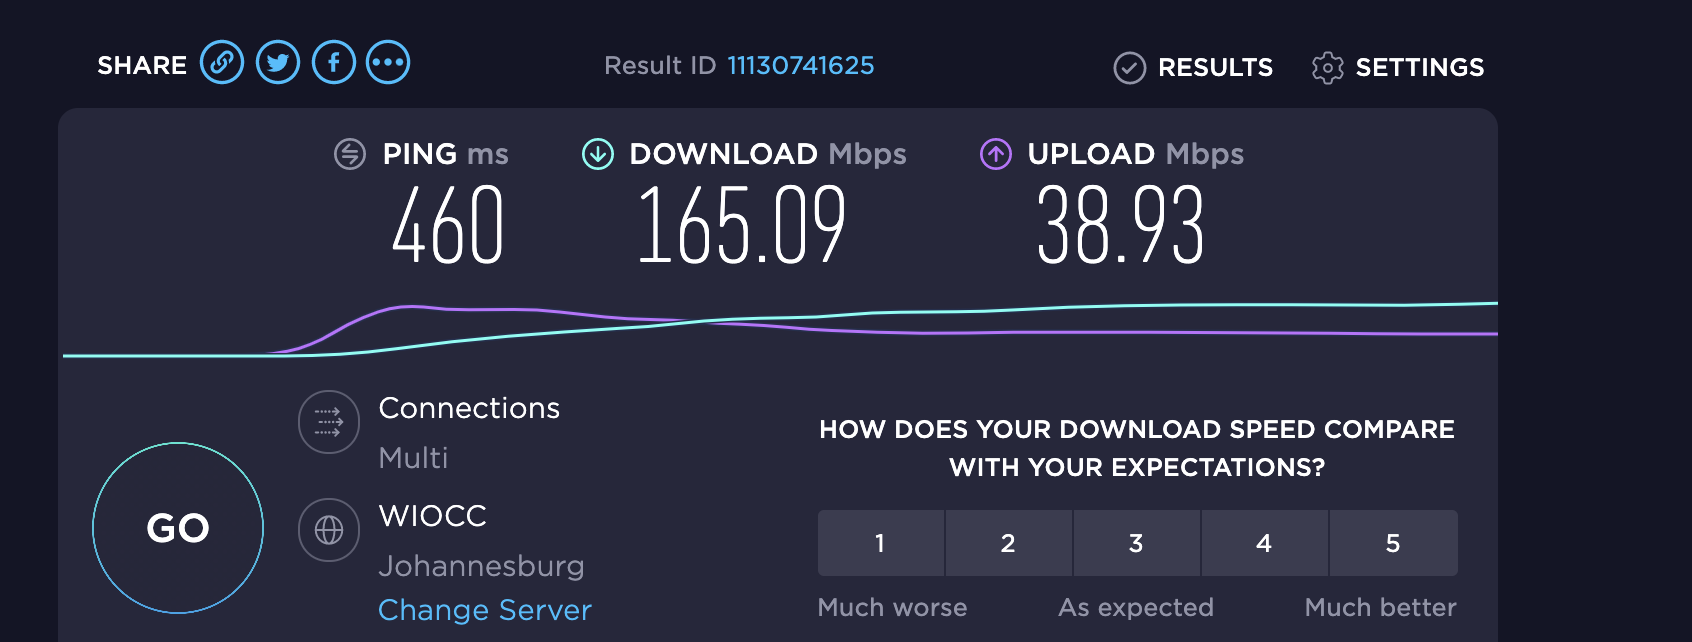 SHARE
Result ID 11130741625
RESULTS
SETTINGS
PING ms
460
DOWNLOAD Mbps
165.09
UPLOAD Mbps
38.93
GO
Connections
Multi
WIOCC
Johannesburg
Change Server
HOW DOES YOUR DOWNLOAD SPEED COMPARE
WITH YOUR EXPECTATIONS?
1 2 3 4 5
Much worse As expected Much better